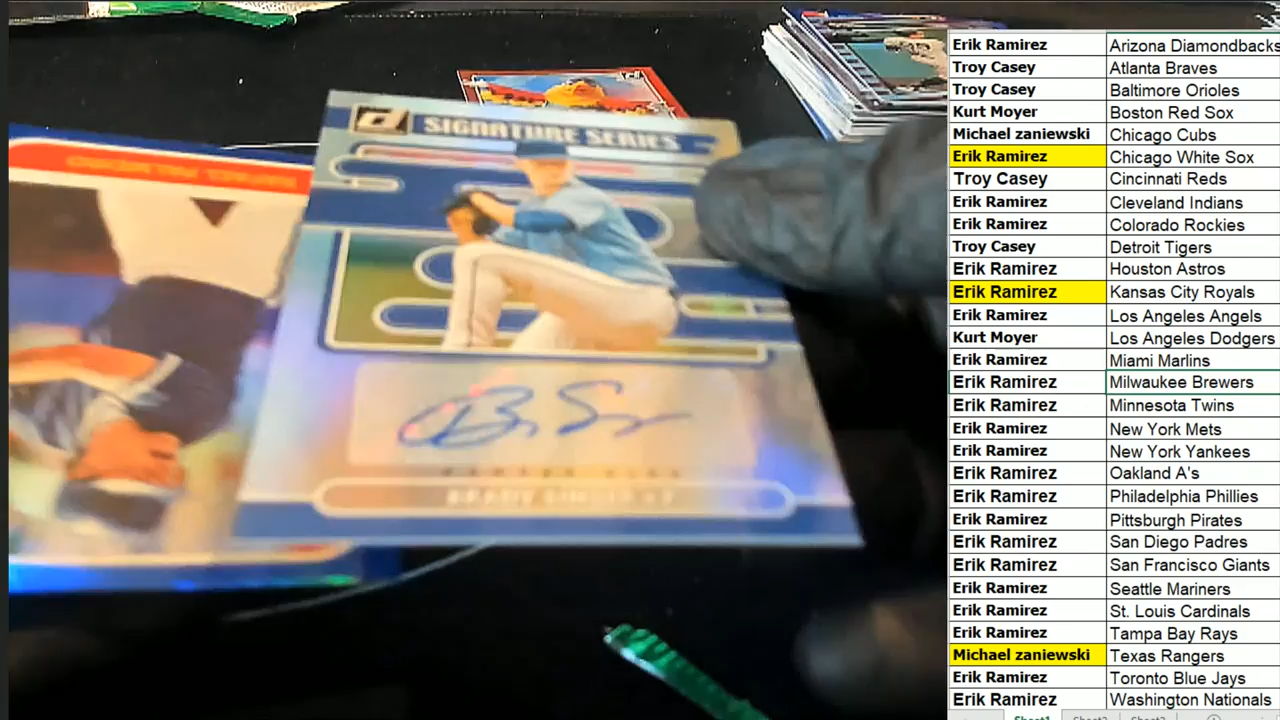 SIGNATURE SERIES
Erik Ramirez Arizona Diamondbacks
Troy Casey Atlanta Braves
Troy Casey Baltimore Orioles
Kurt Moyer Boston Red Sox
Michael zaniewski Chicago Cubs
Erik Ramirez Chicago White Sox
Troy Casey Cincinnati Reds
Erik Ramirez Cleveland Indians
Erik Ramirez Colorado Rockies
Troy Casey Detroit Tigers
Erik Ramirez Houston Astros
Erik Ramirez Kansas City Royals
Erik Ramirez Los Angeles Angels
Kurt Moyer Los Angeles Dodgers
Erik Ramirez Miami Marlins
Erik Ramirez Milwaukee Brewers
Erik Ramirez Minnesota Twins
Erik Ramirez New York Mets
Erik Ramirez New York Yankees
Erik Ramirez Oakland A's
Erik Ramirez Philadelphia Phillies
Erik Ramirez Pittsburgh Pirates
Erik Ramirez San Diego Padres
Erik Ramirez San Francisco Giants
Erik Ramirez Seattle Mariners
Erik Ramirez St. Louis Cardinals
Erik Ramirez Tampa Bay Rays
Michael zaniewski Texas Rangers
Erik Ramirez Toronto Blue Jays
Erik Ramirez Washington Nationals
Sheet1 Sheet2 Sheet3